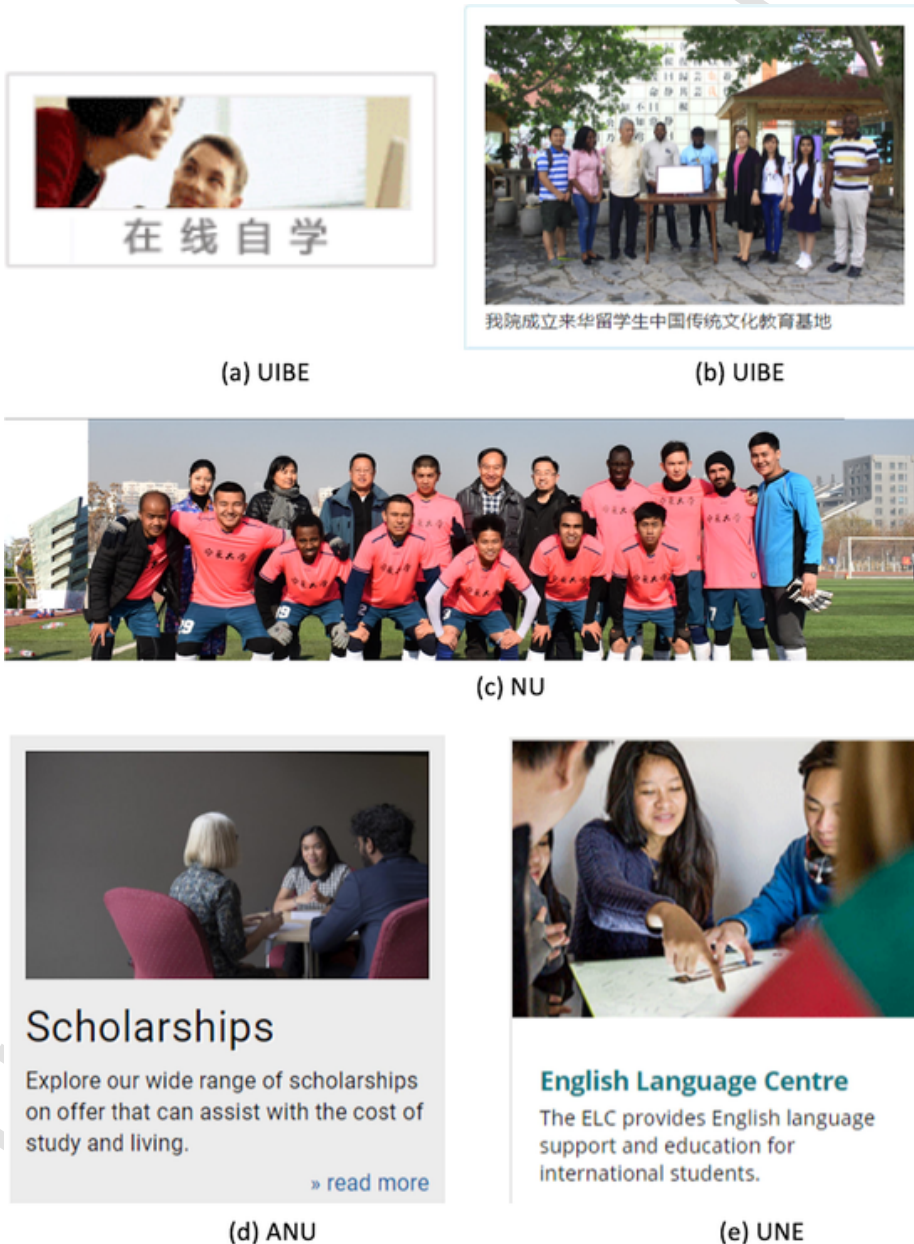 在线自学
我院成立来华留学生中国传统文化教育基地
(a) UIBE
(b) UIBE
(c) NU
Scholarships
Explore our wide range of scholarships
on offer that can assist with the cost of
study and living.
» read more
English Language Centre
The ELC provides English language
support and education for
international students.
(d) ANU
(e) UNE